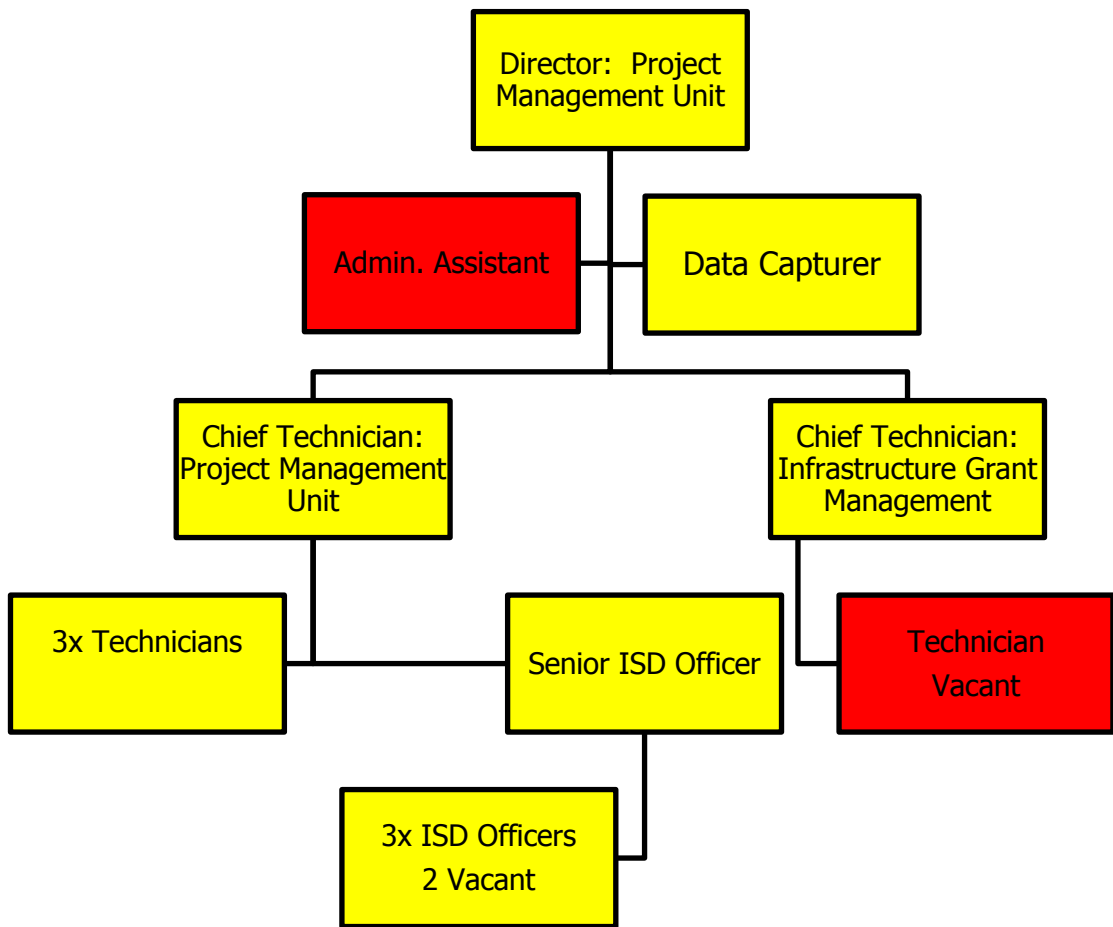 Director: Project
Management Unit
Admin. Assistant
Data Capturer
Chief Technician:
Project Management
Unit
Chief Technician:
Infrastructure Grant
Management
3x Technicians
Senior ISD Officer
Technician
Vacant
3x ISD Officers
2 Vacant